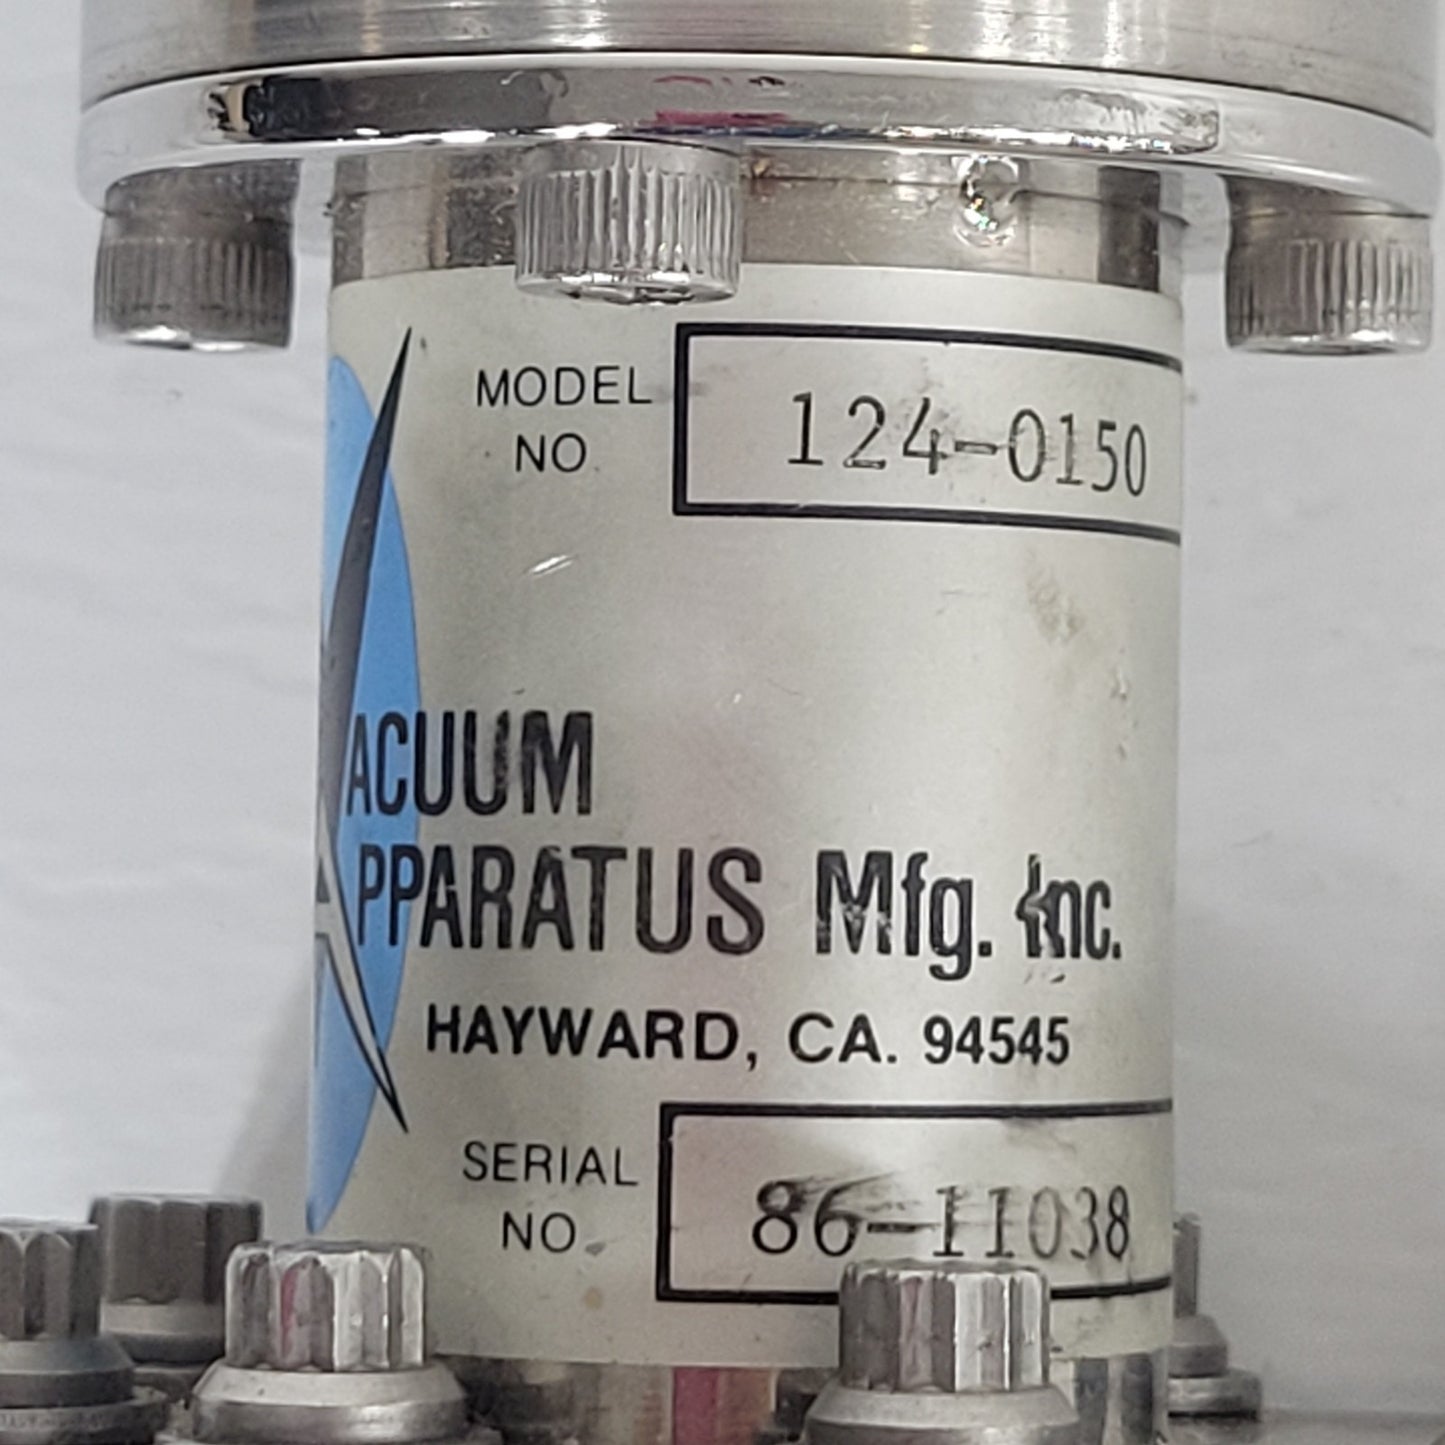 MODEL
NO
124-0150
ACUUM
PPARATUS Mfg. Inc.
HAYWARD, CA. 94545
SERIAL
NO.
86-11038